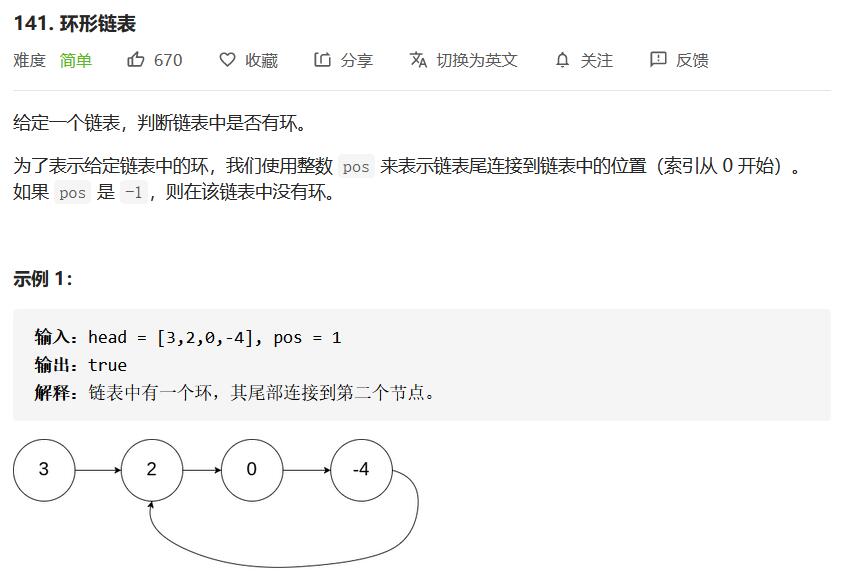 141. 环形链表
难度 简单 670 收藏 分享 切换为英文 关注 反馈
给定一个链表，判断链表中是否有环。
为了表示给定链表中的环，我们使用整数 pos 来表示链表尾连接到链表中的位置（索引从 0 开始）。
如果 pos 是 -1，则在该链表中没有环。
示例 1：
输入：head = [3,2,0,-4], pos = 1
输出：true
解释：链表中有一个环，其尾部连接到第二个节点。
3 2 0 -4